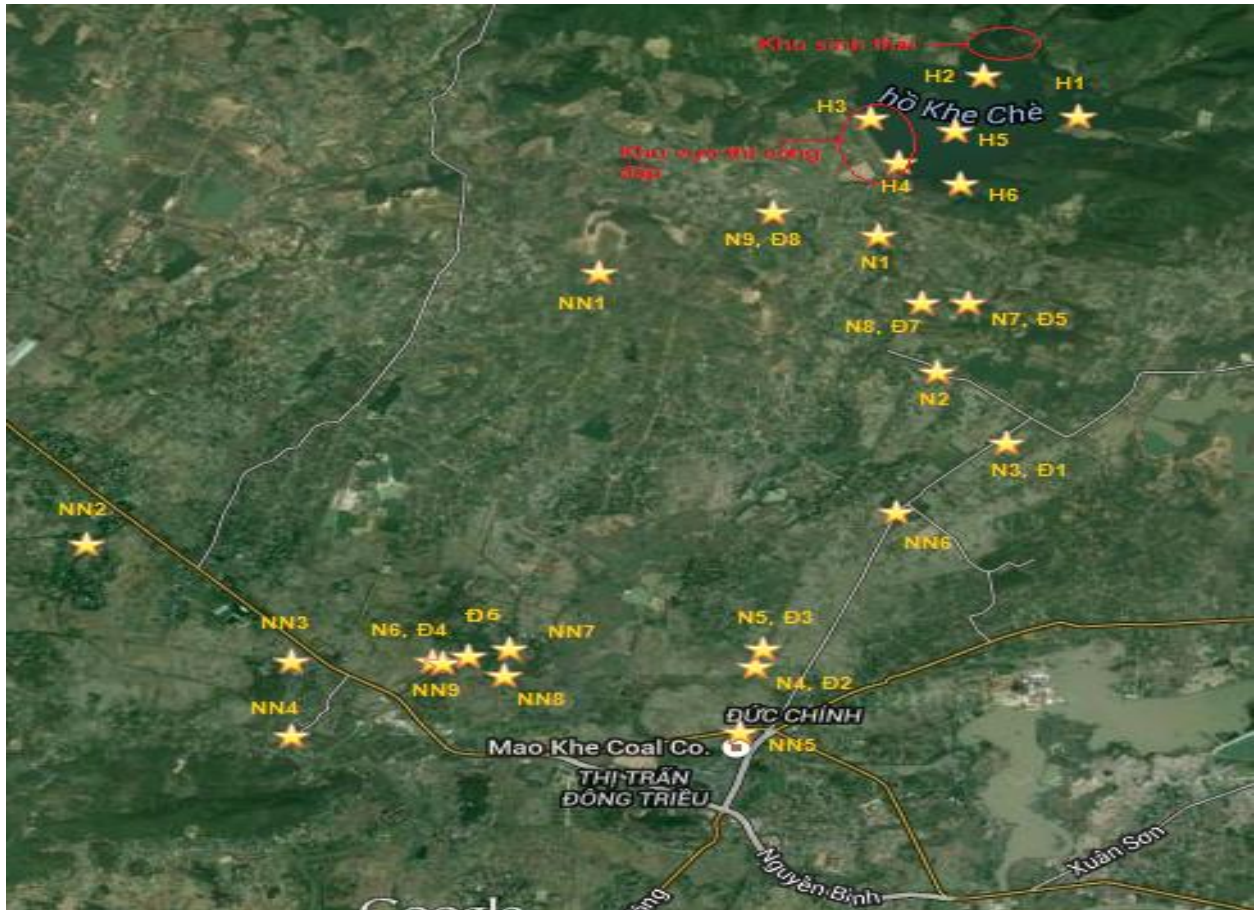 Khu sinh thái
H2
H1
hồ Khe Chè
H3
H5
Khu vực thi công
đập
H4
H6
N9, Đ8
N1
NN1
N8, Đ7
N7, Đ5
N2
N3, Đ1
NN2
NN6
NN3
N6, Đ4
Đ6
NN7
N5, Đ3
NN9
NN8
N4, Đ2
NN4
ĐỨC CHÍNH
Mao Khe Coal Co.
NN5
THỊ TRẤN
ĐÔNG TRIỀU
Nguyễn Bình
Xuân Sơn
Google